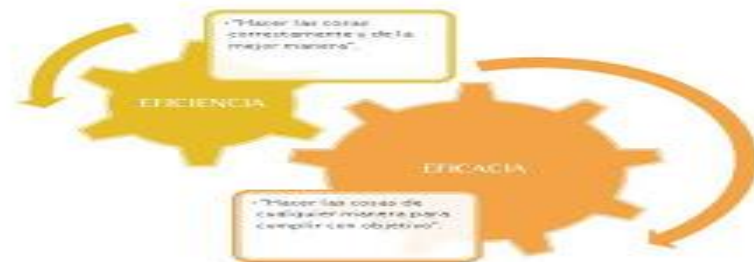 • "Hacer las cosas
correctamente y de la
mejor manera".
EFICIENCIA
EFICACIA
• "Hacer las cosas de
cualquier manera para
cumplir con objetivo".